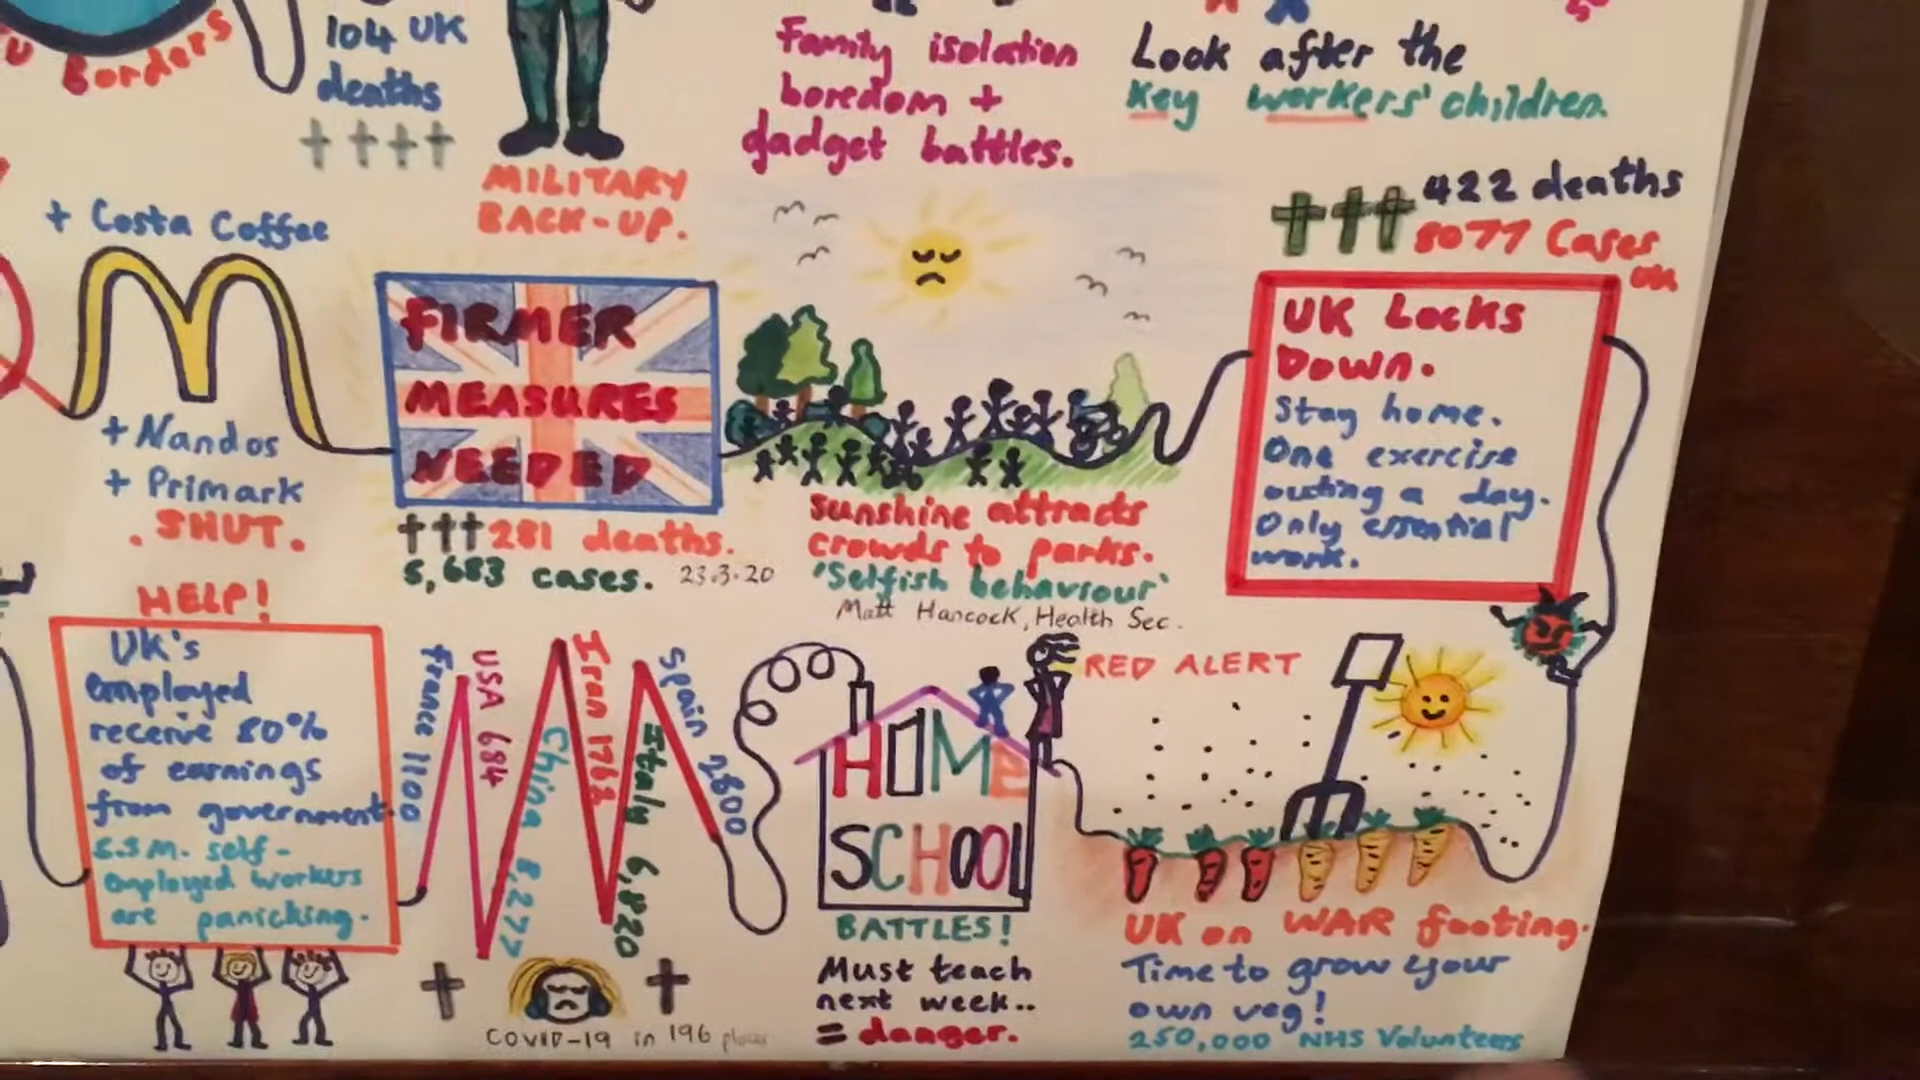 Borders
104 UK
deaths
MILITARY
BACK-UP.
Family isolation
boredom +
gadget battles.
Look after the
Key workers' children.
+ Costa Coffee
+ Nandos
+ Primark
. SHUT.
FIRMER
MEASURES
NEEDED
281 deaths.
5,683 cases. 23.3.20
Sunshine attracts
crowds to parks.
'Selfish behaviour'
Matt Hancock, Health Sec.
422 deaths
8077 Cases
UK
UK Locks
Down.
Stay home.
One exercise
outing a day.
Only essential
work.
HELP!
UK's
employed
receive 80%
of earnings
from government.
S.S.M. self-
employed workers
are panicking.
France 1100
USA 684
China 8,277
Iran 1762
Italy 6,820
Spain 2800
COVID-19 in 196 places
HOME
SCHOOL
BATTLES!
Must teach
next week..
= danger.
RED ALERT
UK on WAR footing.
Time to grow your
own veg!
250,000 NHS Volunteers